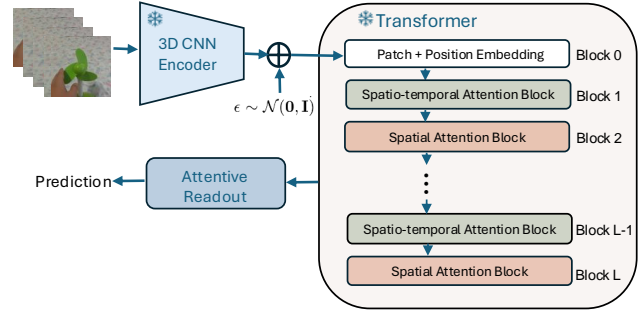 3D CNN
Encoder
ϵ ∼ 𝒩(𝟎, 𝐈)
Transformer
Patch + Position Embedding
Block 0
Spatio-temporal Attention Block
Block 1
Spatial Attention Block
Block 2
Spatio-temporal Attention Block
Block L-1
Spatial Attention Block
Block L
Attentive
Readout
Prediction